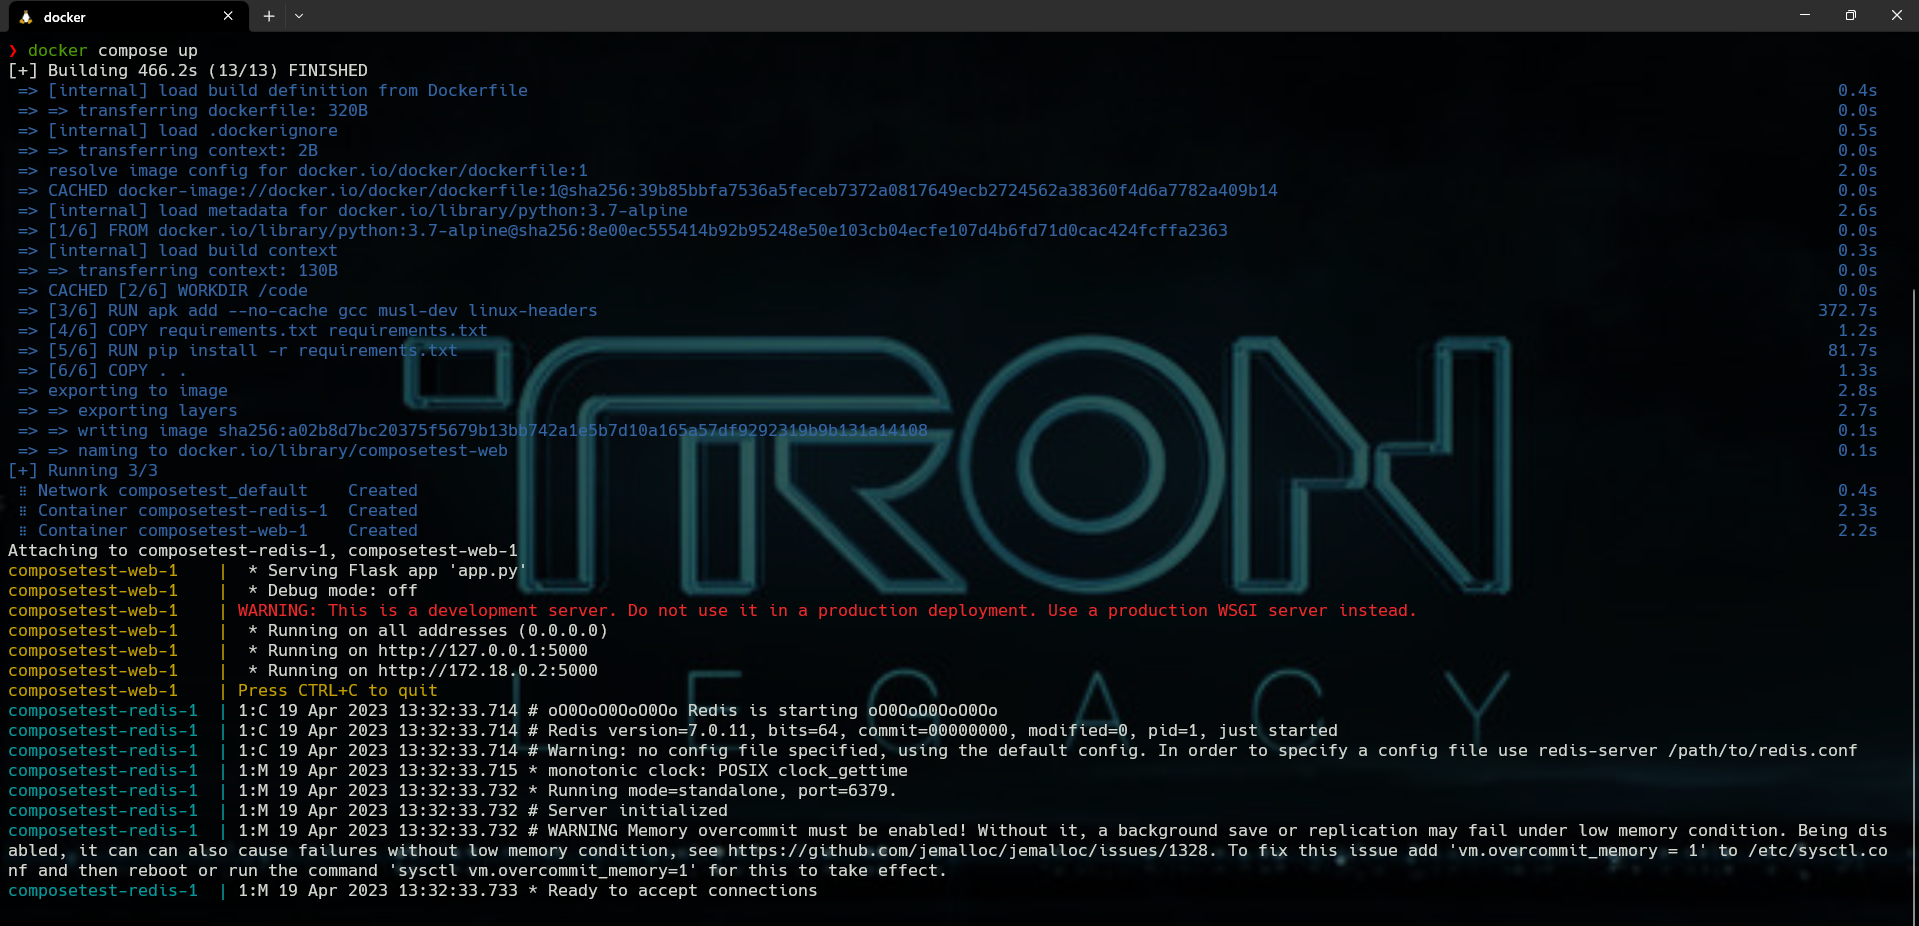 docker
❯ docker compose up
[+] Building 466.2s (13/13) FINISHED
=> [internal] load build definition from Dockerfile 0.4s
=> => transferring dockerfile: 320B 0.0s
=> [internal] load .dockerignore 0.5s
=> => transferring context: 2B 0.0s
=> resolve image config for docker.io/docker/dockerfile:1 2.0s
=> CACHED docker-image://docker.io/docker/dockerfile:1@sha256:39b85bbfa7536a5feceb7372a0817649ecb2724562a38360f4d6a7782a409b14 0.0s
=> [internal] load metadata for docker.io/library/python:3.7-alpine 2.6s
=> [1/6] FROM docker.io/library/python:3.7-alpine@sha256:8e00ec555414b92b95248e50e103cb04ecfe107d4b6fd71d0cac424fcffa2363 0.0s
=> [internal] load build context 0.3s
=> => transferring context: 130B 0.0s
=> CACHED [2/6] WORKDIR /code 0.0s
=> [3/6] RUN apk add --no-cache gcc musl-dev linux-headers 372.7s
=> [4/6] COPY requirements.txt requirements.txt 1.2s
=> [5/6] RUN pip install -r requirements.txt 81.7s
=> [6/6] COPY . . 1.3s
=> exporting to image 2.8s
=> => exporting layers 2.7s
=> => writing image sha256:a02b8d7bc20375f5679b13bb742a1e5b7d10a165a57df9292319b9b131a14108 0.1s
=> => naming to docker.io/library/composetest-web 0.1s
[+] Running 3/3
⠿ Network composetest_default Created 0.4s
⠿ Container composetest-redis-1 Created 2.3s
⠿ Container composetest-web-1 Created 2.2s
Attaching to composetest-redis-1, composetest-web-1
composetest-web-1 | * Serving Flask app 'app.py'
composetest-web-1 | * Debug mode: off
composetest-web-1 | WARNING: This is a development server. Do not use it in a production deployment. Use a production WSGI server instead.
composetest-web-1 | * Running on all addresses (0.0.0.0)
composetest-web-1 | * Running on http://127.0.0.1:5000
composetest-web-1 | * Running on http://172.18.0.2:5000
composetest-web-1 | Press CTRL+C to quit
composetest-redis-1 | 1:C 19 Apr 2023 13:32:33.714 # oO0OoO0OoO0Oo Redis is starting oO0OoO0OoO0Oo
composetest-redis-1 | 1:C 19 Apr 2023 13:32:33.714 # Redis version=7.0.11, bits=64, commit=00000000, modified=0, pid=1, just started
composetest-redis-1 | 1:C 19 Apr 2023 13:32:33.714 # Warning: no config file specified, using the default config. In order to specify a config file use redis-server /path/to/redis.conf
composetest-redis-1 | 1:M 19 Apr 2023 13:32:33.715 * monotonic clock: POSIX clock_gettime
composetest-redis-1 | 1:M 19 Apr 2023 13:32:33.732 * Running mode=standalone, port=6379.
composetest-redis-1 | 1:M 19 Apr 2023 13:32:33.732 # Server initialized
composetest-redis-1 | 1:M 19 Apr 2023 13:32:33.732 # WARNING Memory overcommit must be enabled! Without it, a background save or replication may fail under low memory condition. Being dis
abled, it can can also cause failures without low memory condition, see https://github.com/jemalloc/jemalloc/issues/1328. To fix this issue add 'vm.overcommit_memory = 1' to /etc/sysctl.co
nf and then reboot or run the command 'sysctl vm.overcommit_memory=1' for this to take effect.
composetest-redis-1 | 1:M 19 Apr 2023 13:32:33.733 * Ready to accept connections
TRON
LEGACY